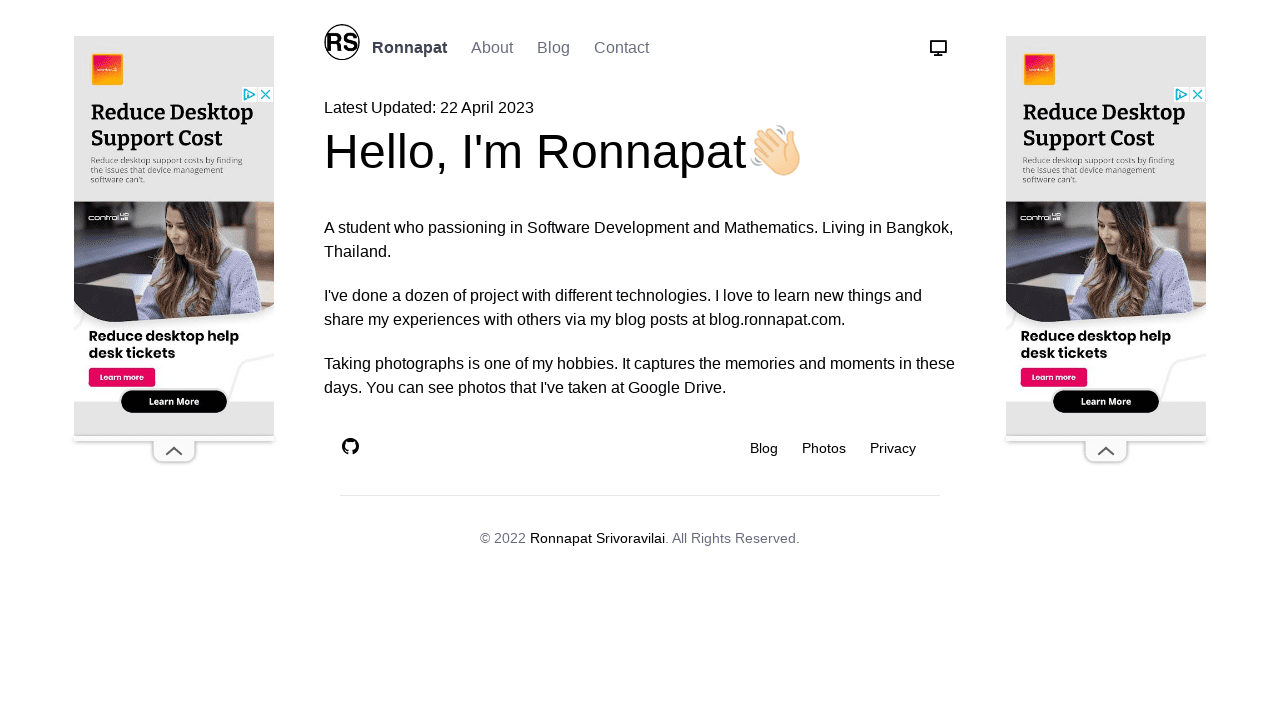 RS
Ronnapat About Blog Contact
Latest Updated: 22 April 2023
Hello, I'm Ronnapat
A student who passioning in Software Development and Mathematics. Living in Bangkok,
Thailand.
I've done a dozen of project with different technologies. I love to learn new things and
share my experiences with others via my blog posts at blog.ronnapat.com.
Taking photographs is one of my hobbies. It captures the memories and moments in these
days. You can see photos that I've taken at Google Drive.
Blog Photos Privacy
© 2022 Ronnapat Srivoravilai. All Rights Reserved.
Reduce Desktop
Support Cost
Reduce desktop support costs by finding
the issues that device management
software can't.
control up
Reduce desktop help
desk tickets
Learn more
Learn More
Reduce Desktop
Support Cost
Reduce desktop support costs by finding
the issues that device management
software can't.
control up
Reduce desktop help
desk tickets
Learn more
Learn More